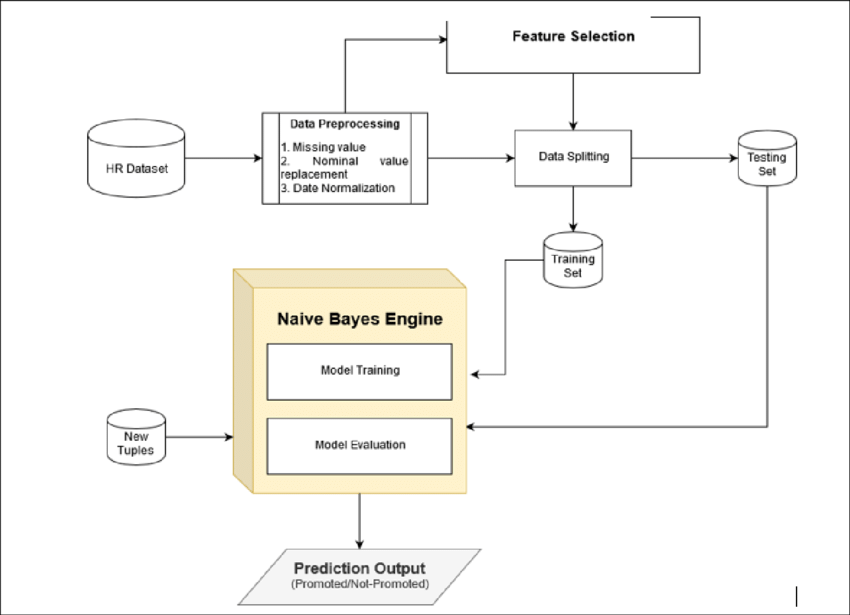 Feature Selection
Data Preprocessing
1. Missing value
2. Nominal value
replacement
3. Date Normalization
HR Dataset
Data Splitting
Testing
Set
Training
Set
Naive Bayes Engine
Model Training
Model Evaluation
New
Tuples
Prediction Output
(Promoted/Not-Promoted)